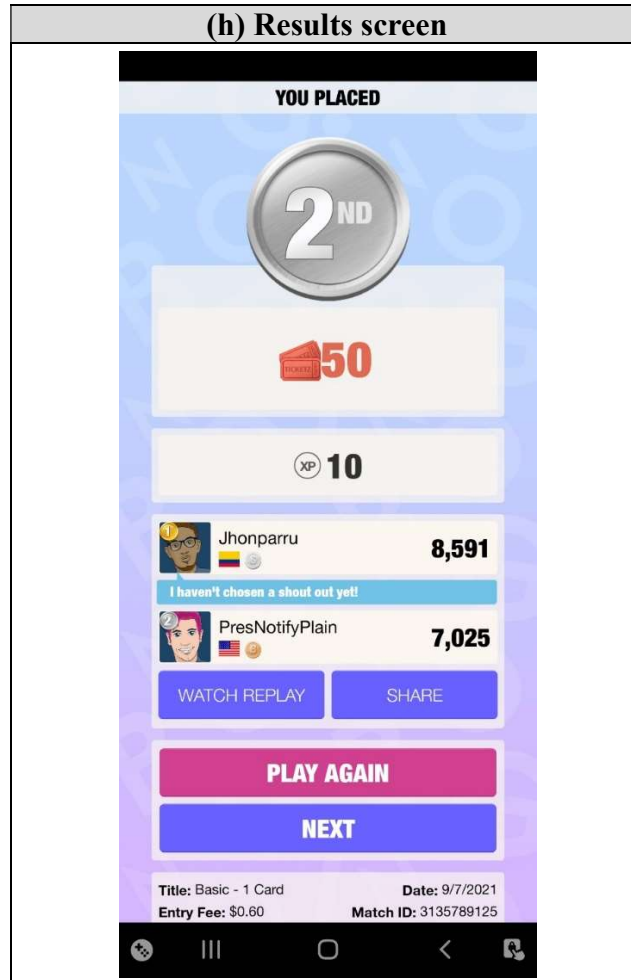 (h) Results screen
YOU PLACED
2ND
TICKETS 50
XP 10
1
Jhonparru
8,591
I haven't chosen a shout out yet!
2
PresNotifyPlain
7,025
WATCH REPLAY SHARE
PLAY AGAIN
NEXT
Title: Basic - 1 Card Date: 9/7/2021
Entry Fee: $0.60 Match ID: 3135789125